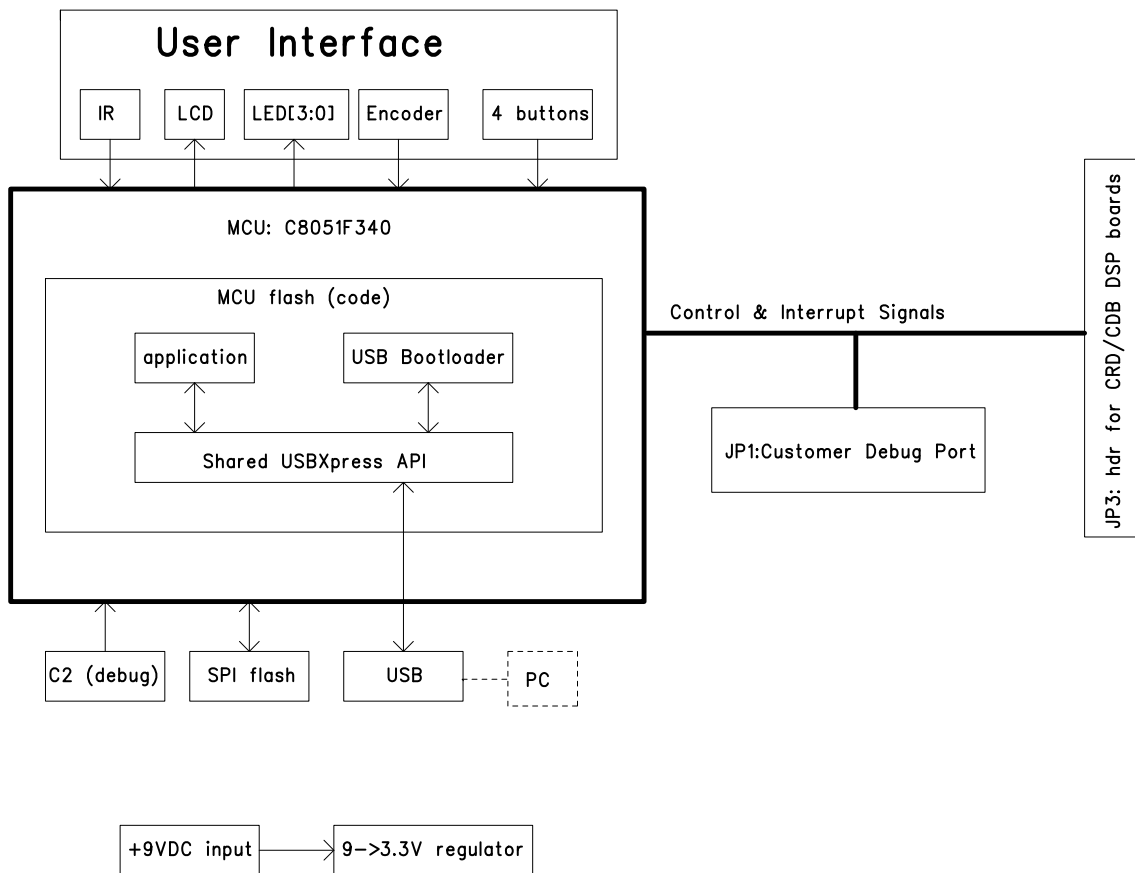 User Interface
IR
LCD
LED[3:0]
Encoder
4 buttons
MCU: C8051F340
MCU flash (code)
application
USB Bootloader
Shared USBXpress API
Control & Interrupt Signals
JP1:Customer Debug Port
JP3: hdr for CRD/CDB DSP boards
C2 (debug)
SPI flash
USB
PC
+9VDC input
9->3.3V regulator